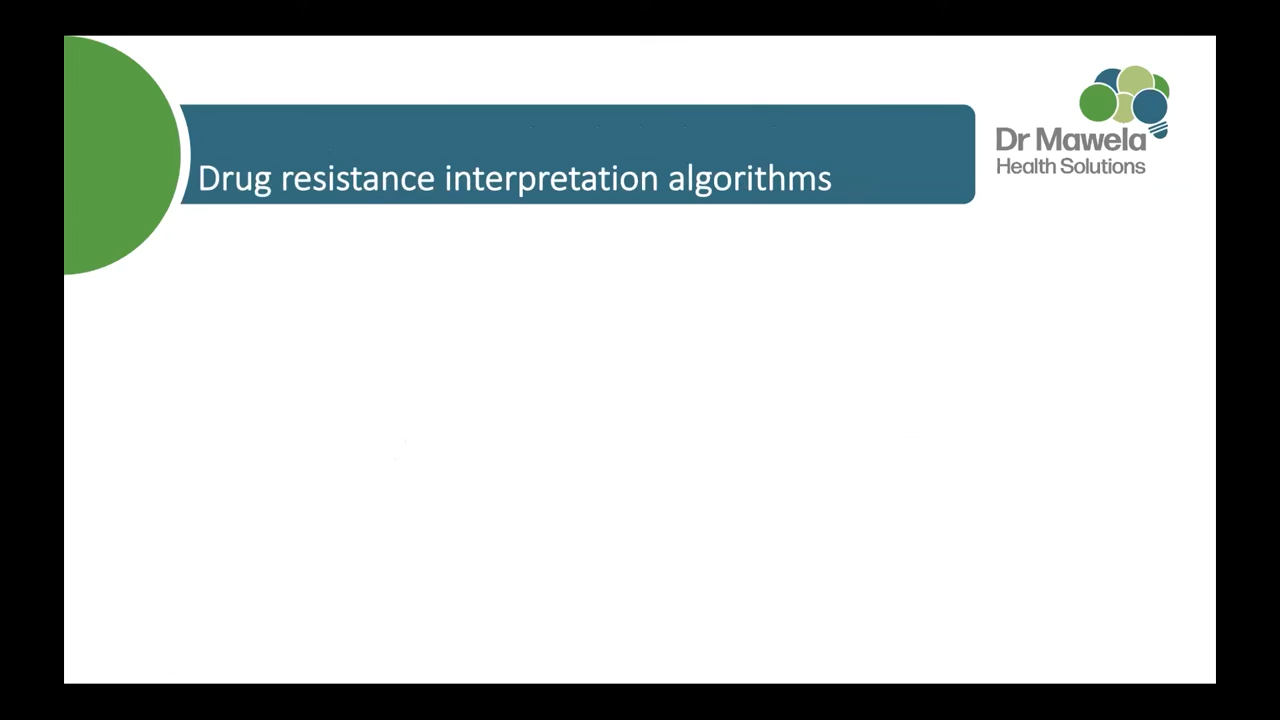 Drug resistance interpretation algorithms
Dr Mawela
Health Solutions